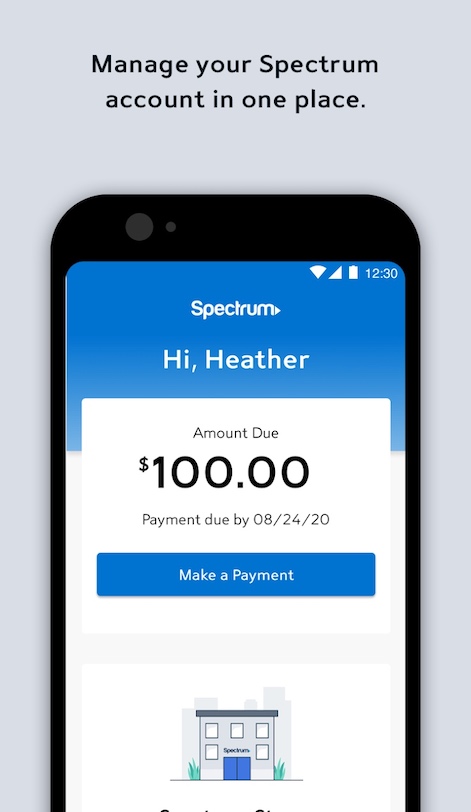 Manage your Spectrum
account in one place.
12:30
Spectrum
Hi, Heather
Amount Due
$100.00
Payment due by 08/24/20
Make a Payment
Spectrum